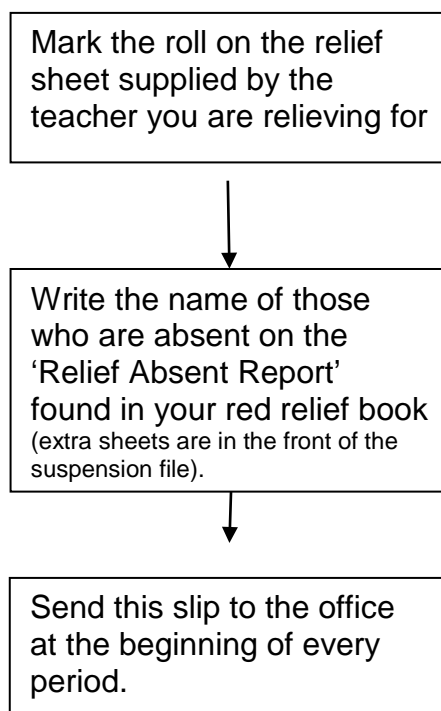 Mark the roll on the relief
sheet supplied by the
teacher you are relieving for
Write the name of those
who are absent on the
‘Relief Absent Report’
found in your red relief book
(extra sheets are in the front of the
suspension file).
Send this slip to the office
at the beginning of every
period.